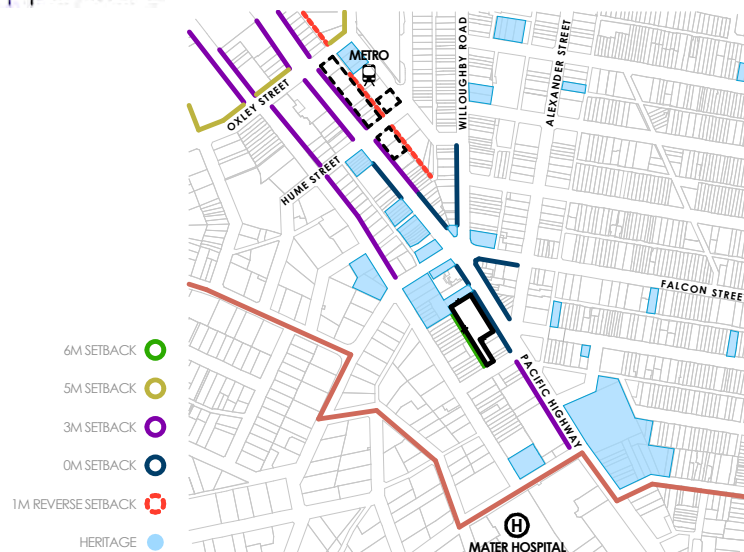 METRO
WILLOUGHBY ROAD
ALEXANDER STREET
OXLEY STREET
HUME STREET
FALCON STREE
PACIFIC HIGHWAY
6M SETBACK
5M SETBACK
3M SETBACK
0M SETBACK
1M REVERSE SETBACK
HERITAGE
H
MATER HOSPITAL